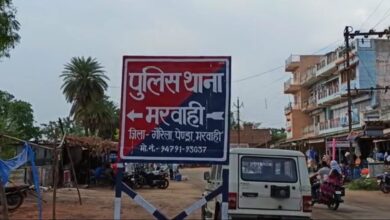 पुलिस थाना
मरवाही
जिला- गौरेला पेण्ड्रा मरवाही
मो.नं.- 94791-93037